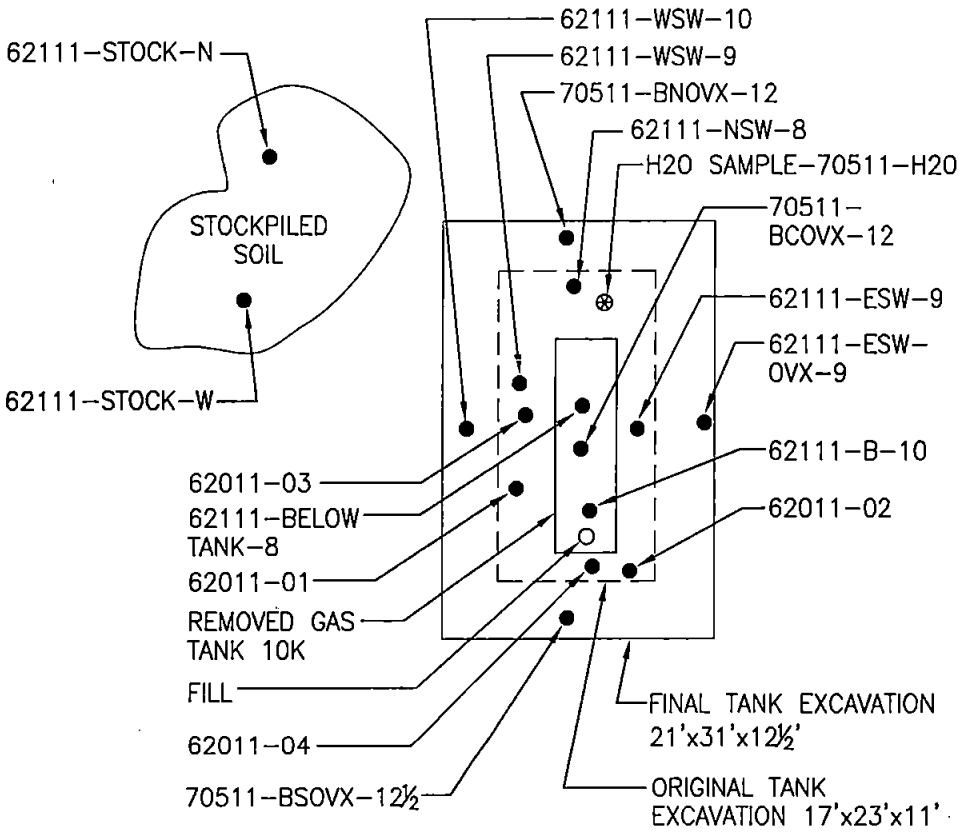 62111-STOCK-N
62111-WSW-10
62111-WSW-9
70511-BNOVX-12
62111-NSW-8
H2O SAMPLE-70511-H2O
70511-
BCOVX-12
STOCKPILED
SOIL
62111-ESW-9
62111-ESW-
OVX-9
62111-STOCK-W
62111-B-10
62011-03
62111-BELOW
TANK-8
62011-02
62011-01
REMOVED GAS
TANK 10K
FILL
62011-04
70511-BSOVX-12½
FINAL TANK EXCAVATION
21'x31'x12½'
ORIGINAL TANK
EXCAVATION 17'x23'x11'